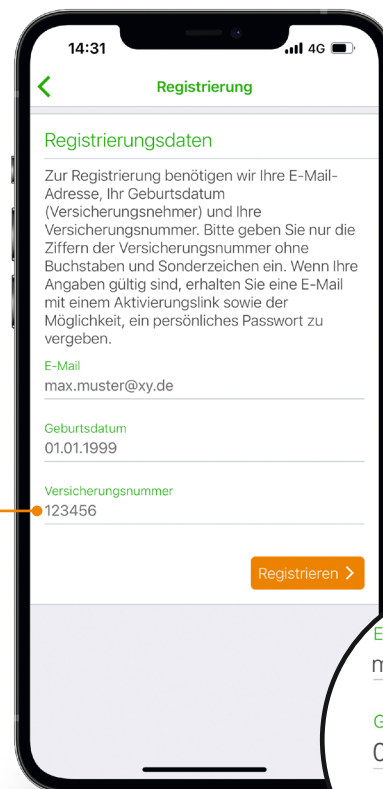 14:31 4G
Registrierung
Registrierungsdaten
Zur Registrierung benötigen wir Ihre E-Mail-
Adresse, Ihr Geburtsdatum
(Versicherungsnehmer) und Ihre
Versicherungsnummer. Bitte geben Sie nur die
Ziffern der Versicherungsnummer ohne
Buchstaben und Sonderzeichen ein. Wenn Ihre
Angaben gültig sind, erhalten Sie eine E-Mail
mit einem Aktivierungslink sowie der
Möglichkeit, ein persönliches Passwort zu
vergeben.
E-Mail
max.muster@xy.de
Geburtsdatum
01.01.1999
Versicherungsnummer
123456
Registrieren